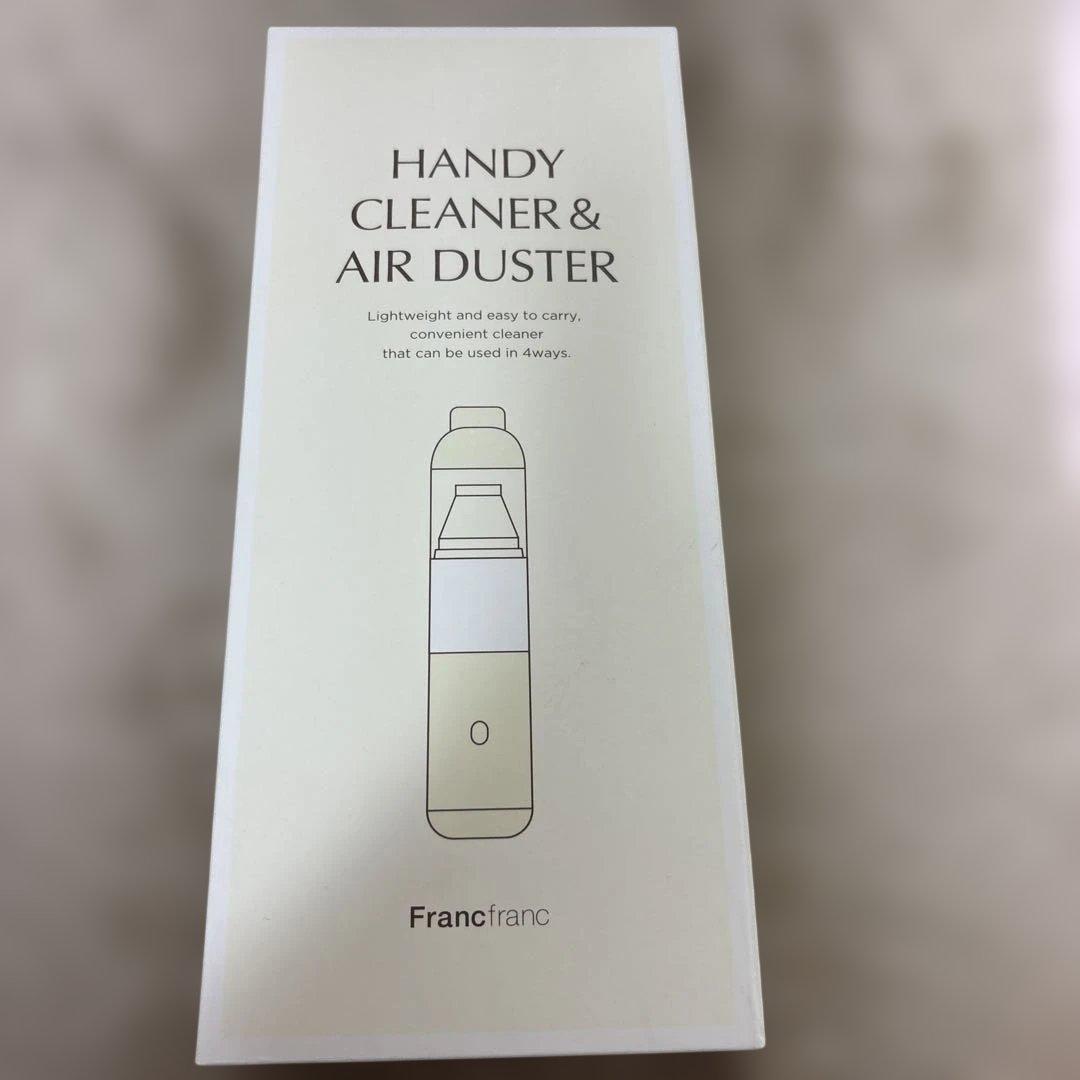 HANDY
CLEANER &
AIR DUSTER
Lightweight and easy to carry,
convenient cleaner
that can be used in 4ways.
Francfranc